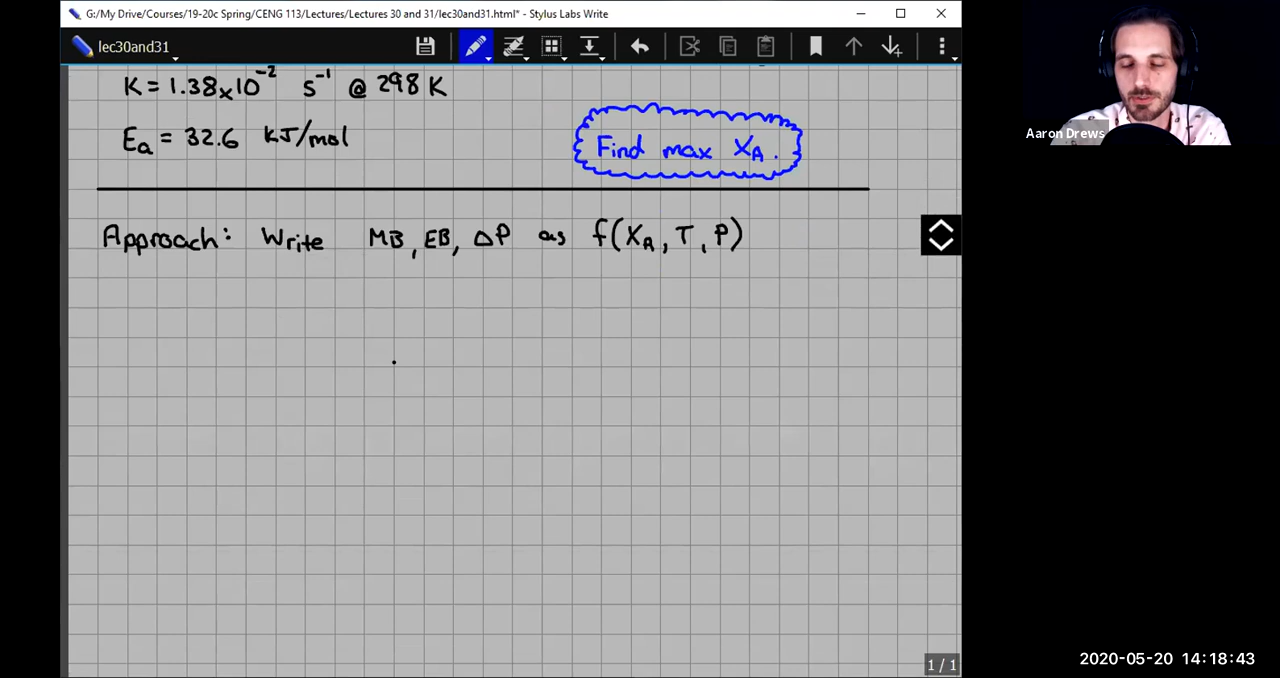 G:/My Drive/Courses/19-20c Spring/CENG 113/Lectures/Lectures 30 and 31/lec30and31.html* - Stylus Labs Write
lec30and31
K = 1.38x10⁻² s⁻¹ @ 298 K
Eₐ = 32.6 kJ/mol
Find max X_A.
Approach: Write MB, EB, ΔP as f(X_A, T, P)
1 / 1
Aaron Drews
2020-05-20 14:18:43